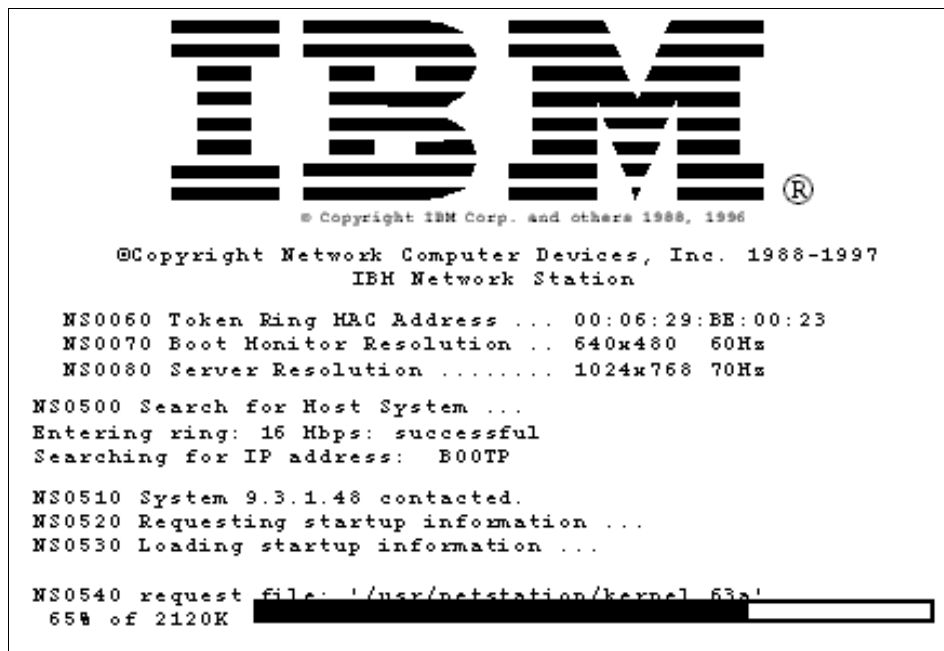 IBM®
© Copyright IBM Corp. and others 1988, 1996
©Copyright Network Computer Devices, Inc. 1988-1997
IBM Network Station
NS0060 Token Ring MAC Address ... 00:06:29:BE:00:23
NS0070 Boot Monitor Resolution .. 640x480 60Hz
NS0080 Server Resolution ........ 1024x768 70Hz
NS0500 Search for Host System ...
Entering ring: 16 Mbps: successful
Searching for IP address: BOOTP
NS0510 System 9.3.1.48 contacted.
NS0520 Requesting startup information ...
NS0530 Loading startup information ...
NS0540 request file: '/usr/netstation/kernel 63a'
65% of 2120K